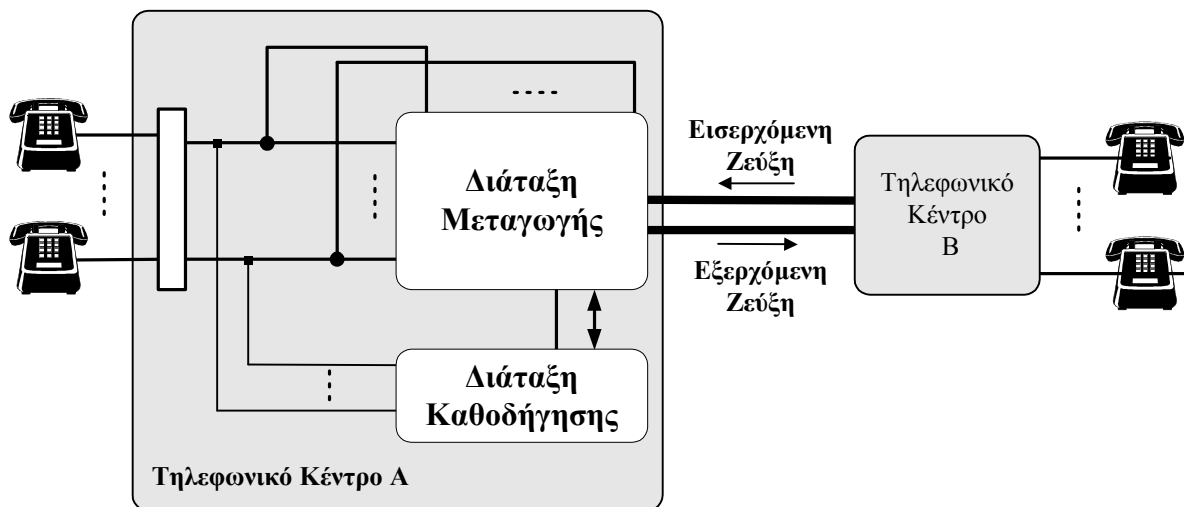 Διάταξη
Μεταγωγής
Εισερχόμενη
Ζεύξη
Εξερχόμενη
Ζεύξη
Τηλεφωνικό
Κέντρο
Β
Διάταξη
Καθοδήγησης
Τηλεφωνικό Κέντρο Α